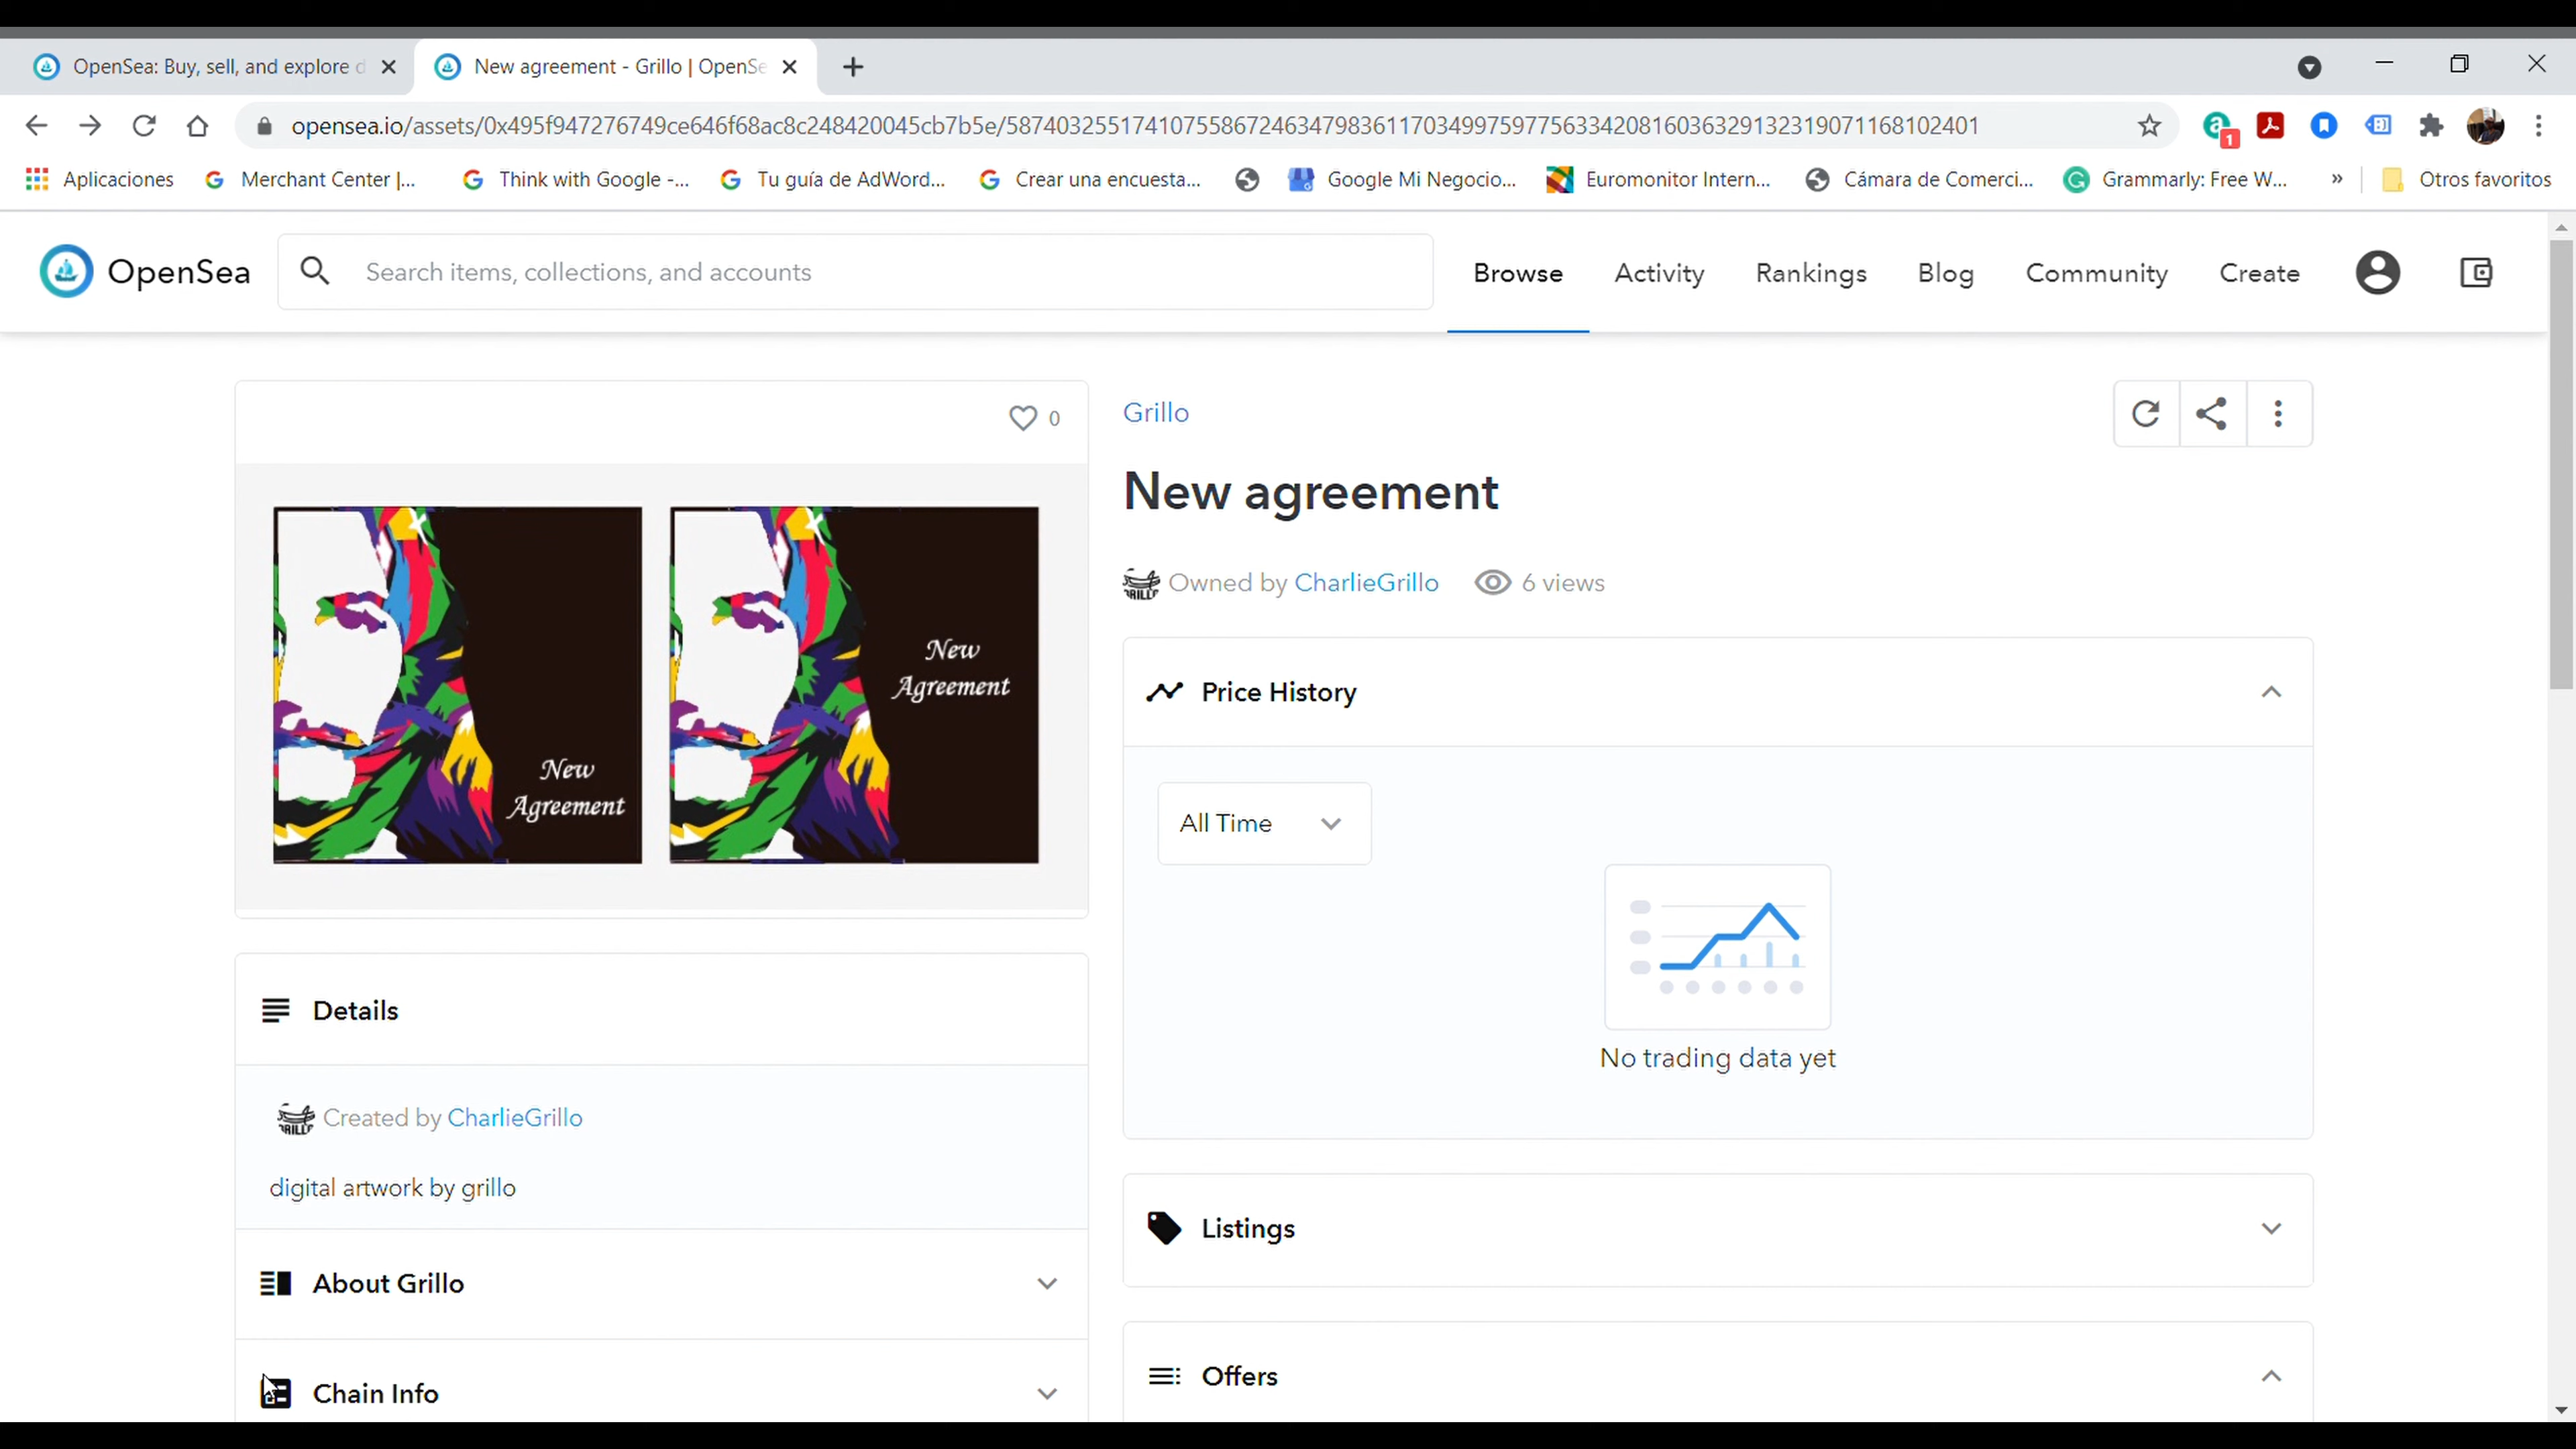 OpenSea: Buy, sell, and explore d
New agreement - Grillo | OpenSe
opensea.io/assets/0x495f947276749ce646f68ac8c248420045cb7b5e/58740325517410755867246347983611703499759775633420816036329132319071168102401
1
Aplicaciones
Merchant Center |...
Think with Google -...
Tu guía de AdWord...
Crear una encuesta...
Google Mi Negocio...
Euromonitor Intern...
Cámara de Comerci...
Grammarly: Free W...
»
Otros favoritos
OpenSea
Search items, collections, and accounts
Browse
Activity
Rankings
Blog
Community
Create
0
Grillo
New agreement
Owned by CharlieGrillo
6 views
New
Agreement
New
Agreement
Price History
All Time
No trading data yet
Details
Created by CharlieGrillo
digital artwork by grillo
About Grillo
Chain Info
Listings
Offers